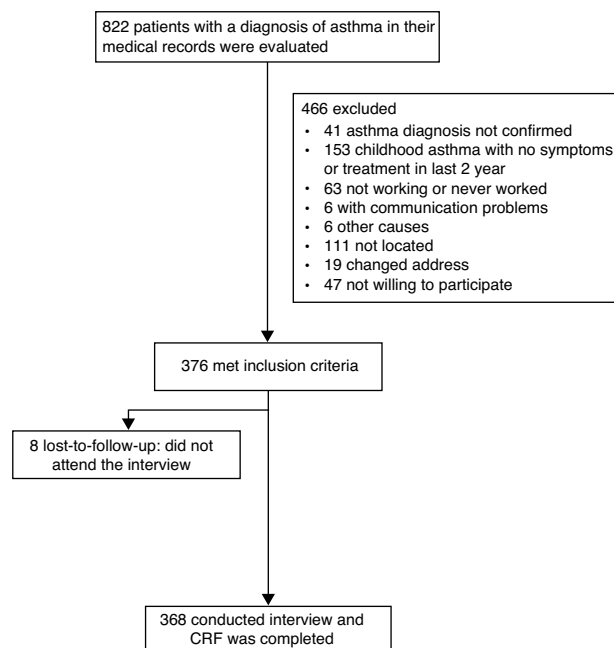 822 patients with a diagnosis of asthma in their
medical records were evaluated
466 excluded
• 41 asthma diagnosis not confirmed
• 153 childhood asthma with no symptoms
or treatment in last 2 year
• 63 not working or never worked
• 6 with communication problems
• 6 other causes
• 111 not located
• 19 changed address
• 47 not willing to participate
376 met inclusion criteria
8 lost-to-follow-up: did not
attend the interview
368 conducted interview and
CRF was completed